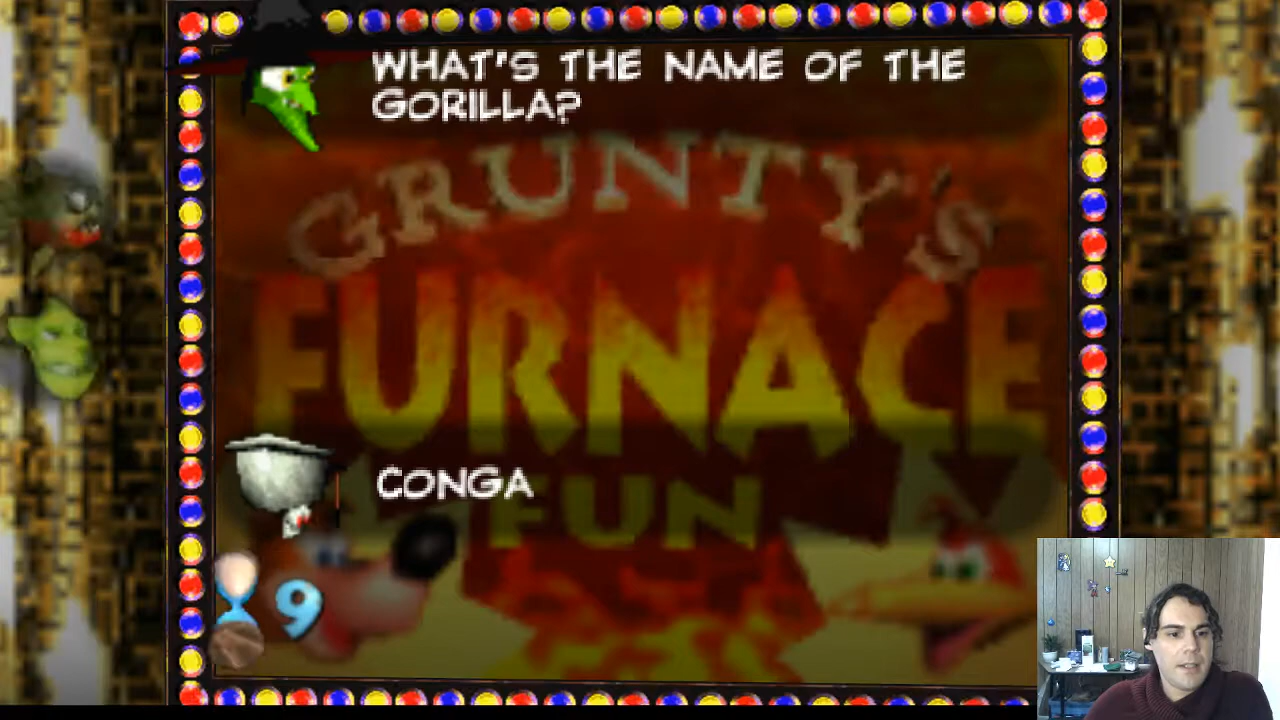 WHAT'S THE NAME OF THE
GORILLA?
GRUNTY'S
FURNACE
FUN
CONGA
9